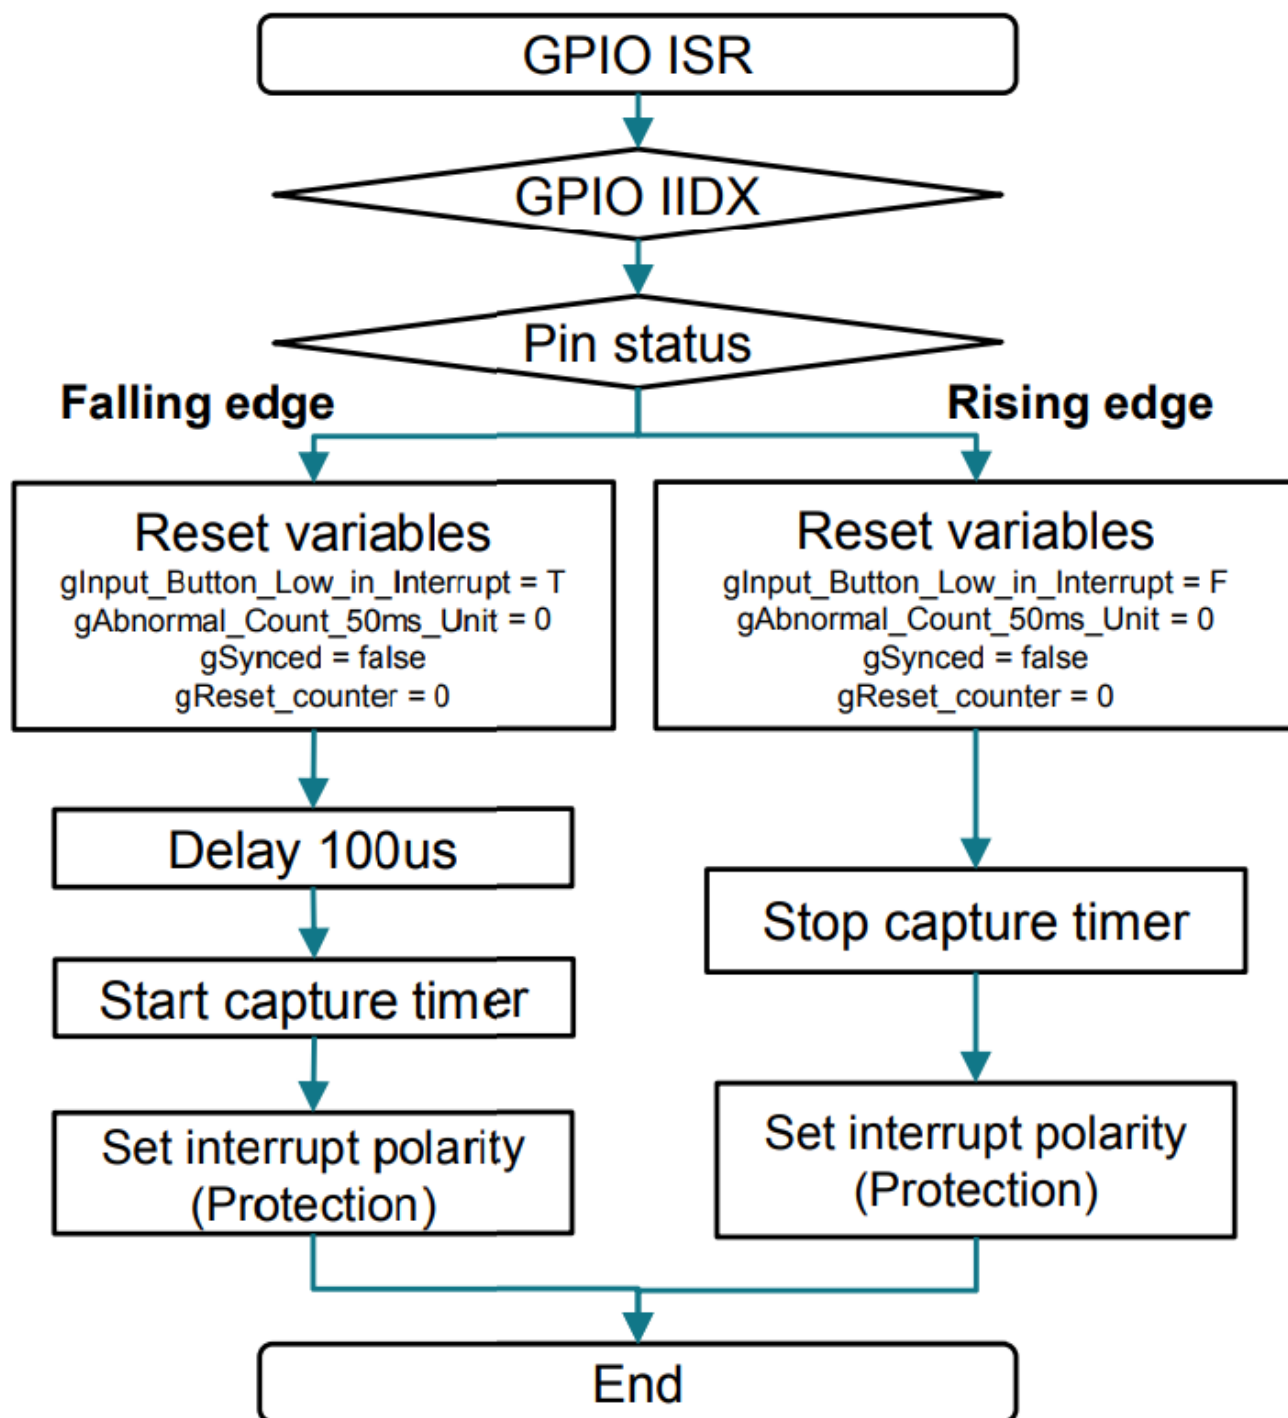 GPIO ISR
GPIO IIDX
Pin status
Falling edge
Rising edge
Reset variables
gInput_Button_Low_in_Interrupt = T
gAbnormal_Count_50ms_Unit = 0
gSynced = false
gReset_counter = 0
Reset variables
gInput_Button_Low_in_Interrupt = F
gAbnormal_Count_50ms_Unit = 0
gSynced = false
gReset_counter = 0
Delay 100us
Start capture timer
Set interrupt polarity
(Protection)
Stop capture timer
Set interrupt polarity
(Protection)
End